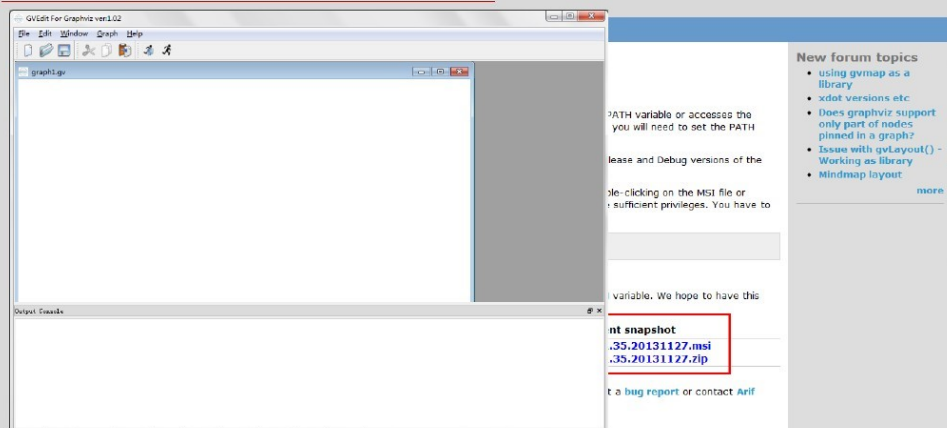 GVEdit For Graphviz ver:1.02
File Edit Window Graph Help
graph1.gv
Output Console
PATH variable or accesses the
you will need to set the PATH
lease and Debug versions of the
ble-clicking on the MSI file or
sufficient privileges. You have to
variable. We hope to have this
nt snapshot
.35.20131127.msi
.35.20131127.zip
t a bug report or contact Arif
New forum topics
using gvmap as a
library
xdot versions etc
Does graphviz support
only part of nodes
pinned in a graph?
Issue with gvLayout() -
Working as library
Mindmap layout
more